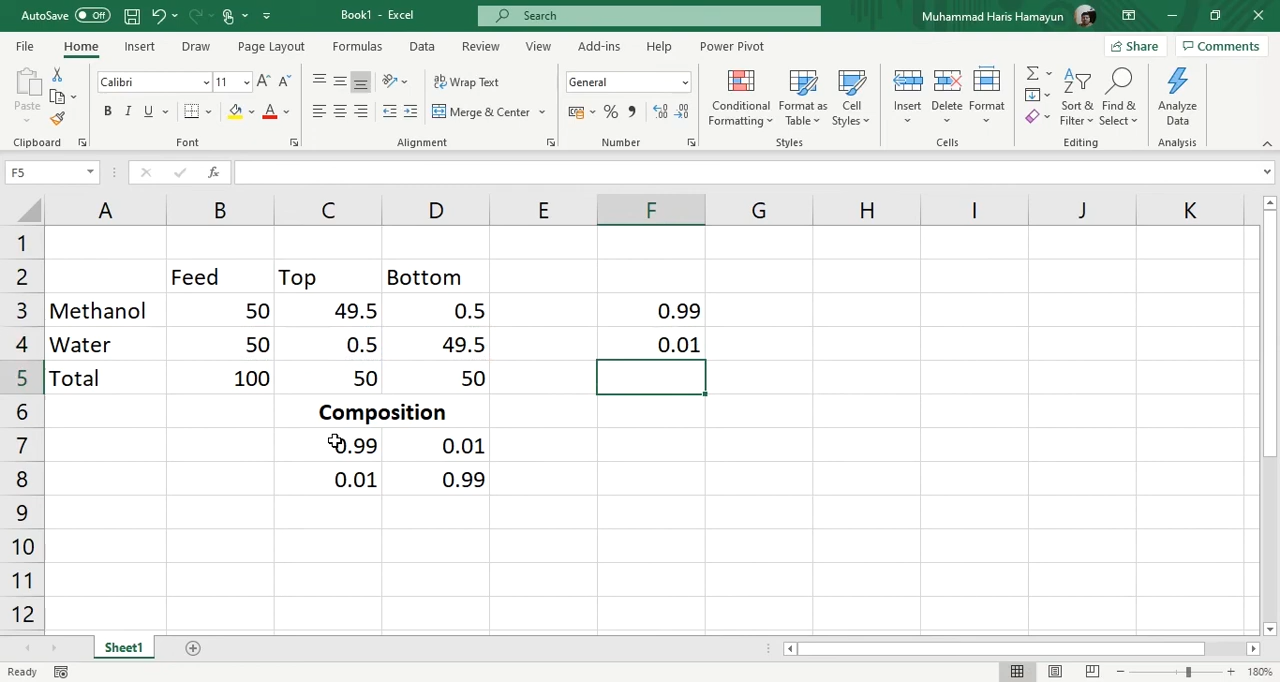 AutoSave Off Book1 - Excel Search Muhammad Haris Hamayun
File Home Insert Draw Page Layout Formulas Data Review View Add-ins Help Power Pivot Share Comments
Calibri 11 A A Wrap Text General
Paste B I U A Merge & Center % Conditional Formatting Format as Table Cell Styles Insert Delete Format Sort & Filter Find & Select Analyze Data
Clipboard Font Alignment Number Styles Cells Editing Analysis
F5 fx
A B C D E F G H I J K
1
2 Feed Top Bottom
3 Methanol 50 49.5 0.5 0.99
4 Water 50 0.5 49.5 0.01
5 Total 100 50 50
6 Composition
7 0.99 0.01
8 0.01 0.99
9
10
11
12
Sheet1
Ready 180%